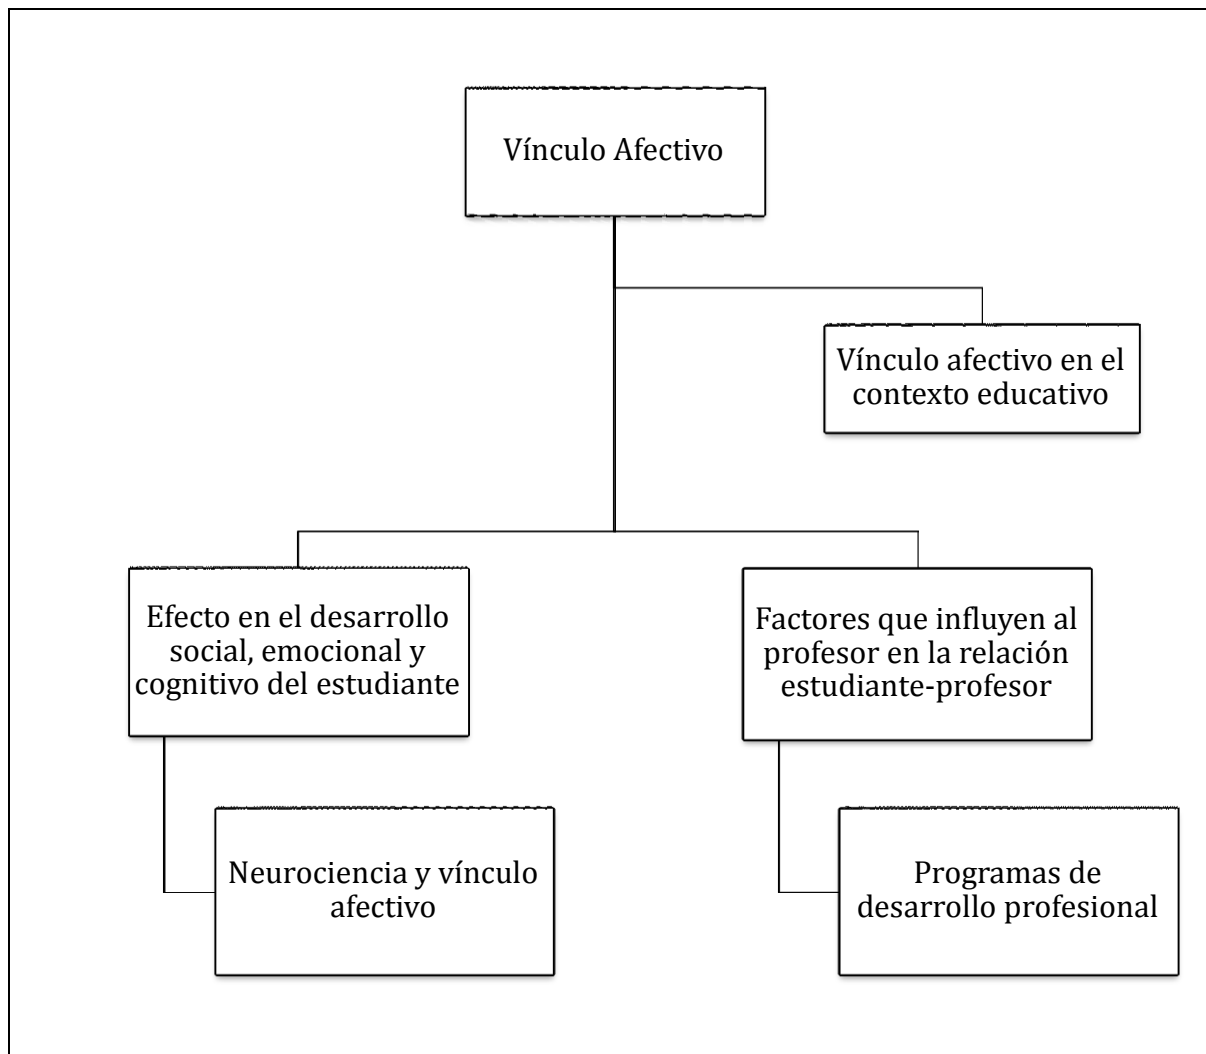 Vínculo Afectivo
Vínculo afectivo en el
contexto educativo
Efecto en el desarrollo
social, emocional y
cognitivo del estudiante
Factores que influyen al
profesor en la relación
estudiante-profesor
Neurociencia y vínculo
afectivo
Programas de
desarrollo profesional